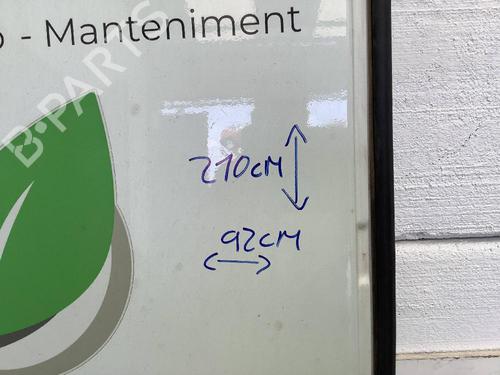 - Manteniment
B-PARTS
210cM
92cM